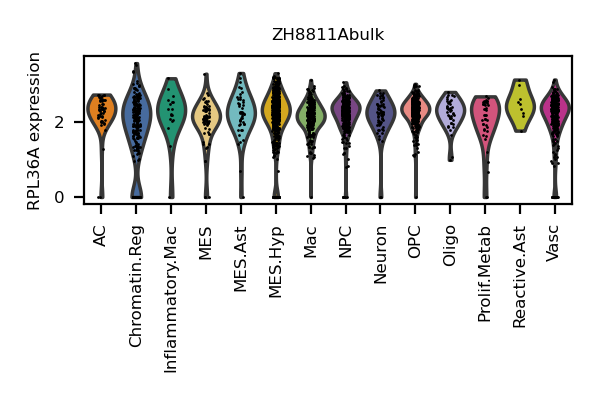 ZH8811Abulk
RPL36A expression
2
0
AC
Chromatin.Reg
Inflammatory.Mac
MES
MES.Ast
MES.Hyp
Mac
NPC
Neuron
OPC
Oligo
Prolif.Metab
Reactive.Ast
Vasc